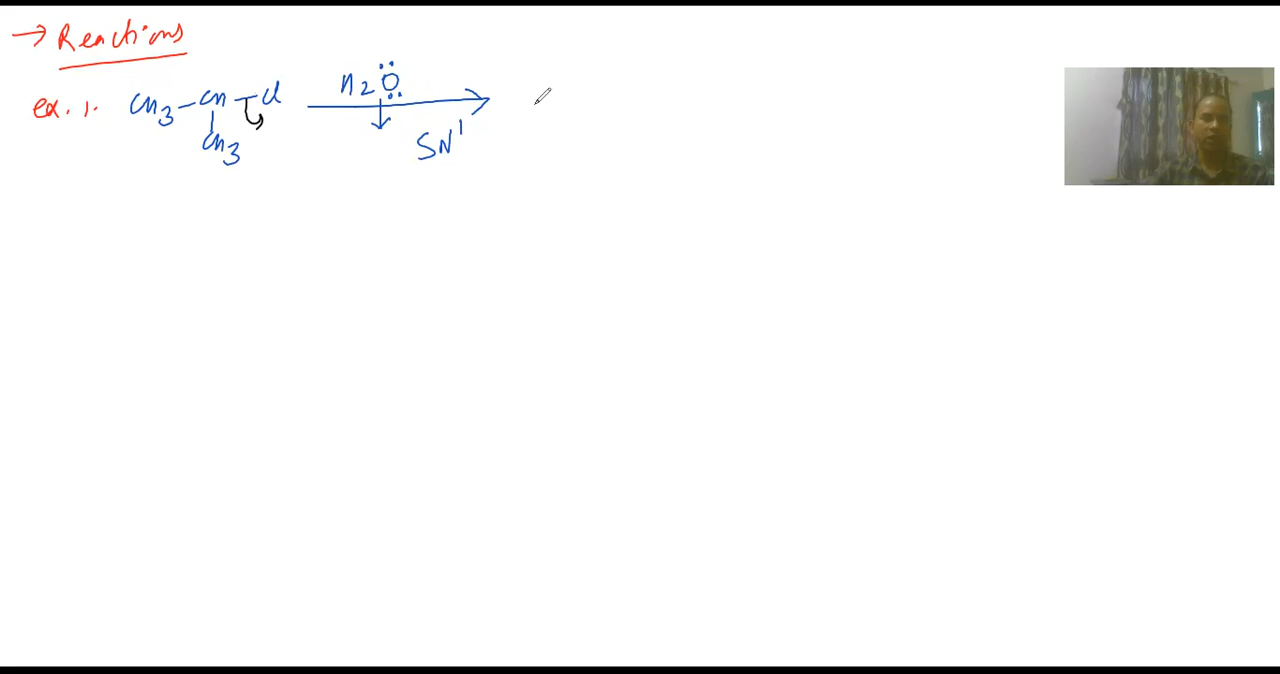 → Reactions
ex. 1. CH3-CH-Cl H2O
CH3 SN1